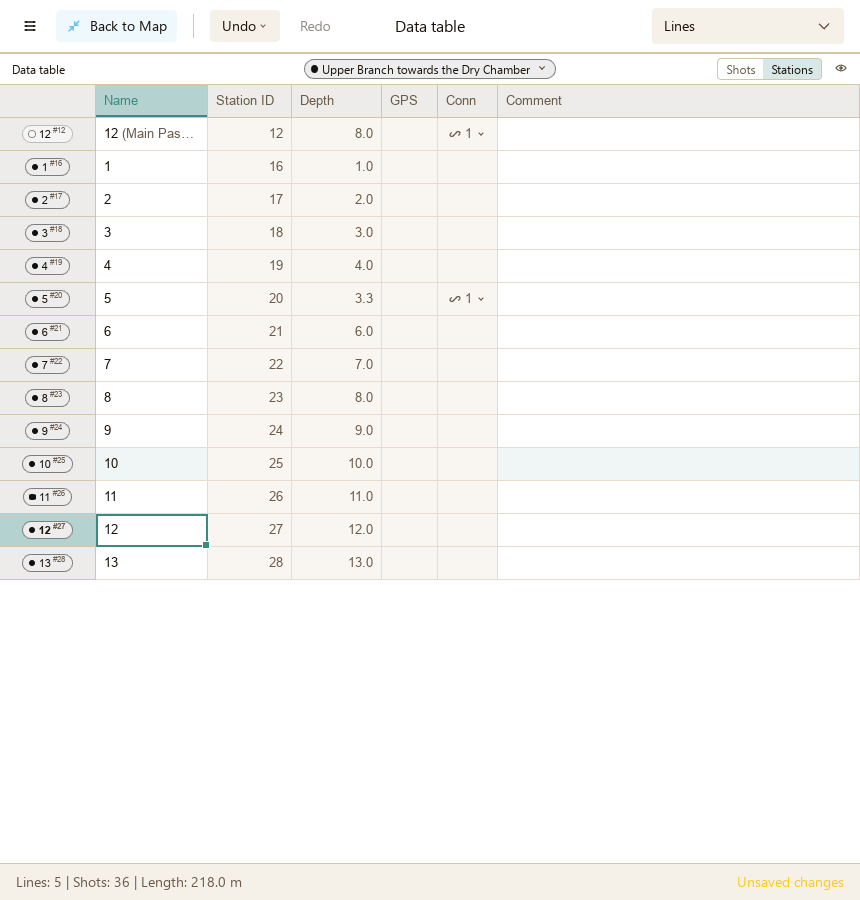 Back to Map Undo Redo Data table Lines
Data table Upper Branch towards the Dry Chamber Shots Stations
Name Station ID Depth GPS Conn Comment
12 #12 12 (Main Pas… 12 8.0 1
1 #16 1 16 1.0
2 #17 2 17 2.0
3 #18 3 18 3.0
4 #19 4 19 4.0
5 #20 5 20 3.3 1
6 #21 6 21 6.0
7 #22 7 22 7.0
8 #23 8 23 8.0
9 #24 9 24 9.0
10 #25 10 25 10.0
11 #26 11 26 11.0
12 #27 12 27 12.0
13 #28 13 28 13.0
Lines: 5 | Shots: 36 | Length: 218.0 m Unsaved changes